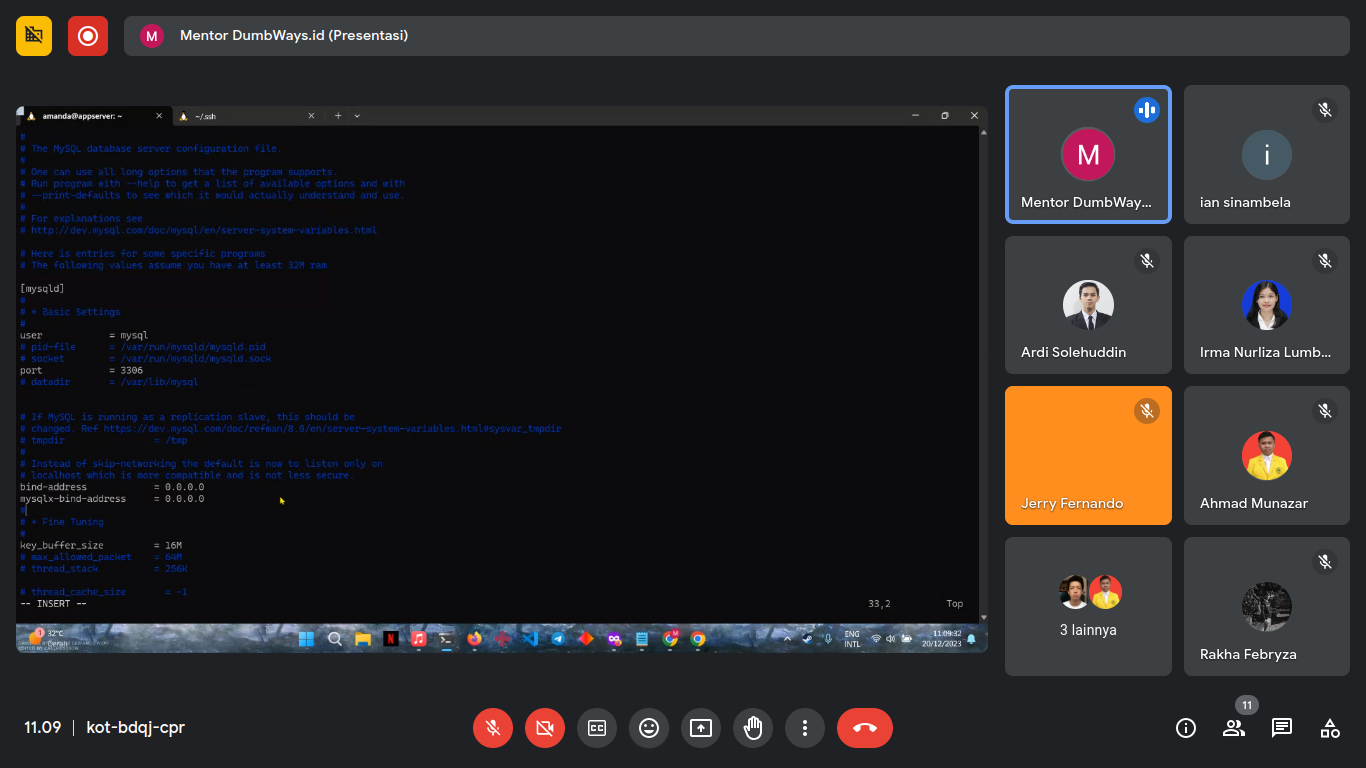 M Mentor DumbWays.id (Presentasi)
amanda@appserver: ~
~/.ssh
#
# The MySQL database server configuration file.
#
# One can use all long options that the program supports.
# Run program with --help to get a list of available options and with
# --print-defaults to see which it would actually understand and use.
#
# For explanations see
# http://dev.mysql.com/doc/mysql/en/server-system-variables.html
# Here is entries for some specific programs
# The following values assume you have at least 32M ram
[mysqld]
#
# * Basic Settings
#
user = mysql
# pid-file = /var/run/mysqld/mysqld.pid
# socket = /var/run/mysqld/mysqld.sock
port = 3306
# datadir = /var/lib/mysql
# If MySQL is running as a replication slave, this should be
# changed. Ref https://dev.mysql.com/doc/refman/8.0/en/server-system-variables.html#sysvar_tmpdir
# tmpdir = /tmp
#
# Instead of skip-networking the default is now to listen only on
# localhost which is more compatible and is not less secure.
bind-address = 0.0.0.0
mysqlx-bind-address = 0.0.0.0
#
# * Fine Tuning
#
key_buffer_size = 16M
# max_allowed_packet = 64M
# thread_stack = 256K
# thread_cache_size = -1
-- INSERT -- 33,2 Top
1
32°C
ENG
INTL
11:09:32
20/12/2023
M
Mentor DumbWay...
i
ian sinambela
Ardi Solehuddin
Irma Nurliza Lumb...
Jerry Fernando
Ahmad Munazar
3 lainnya
Rakha Febryza
11.09 | kot-bdqj-cpr
CC
11